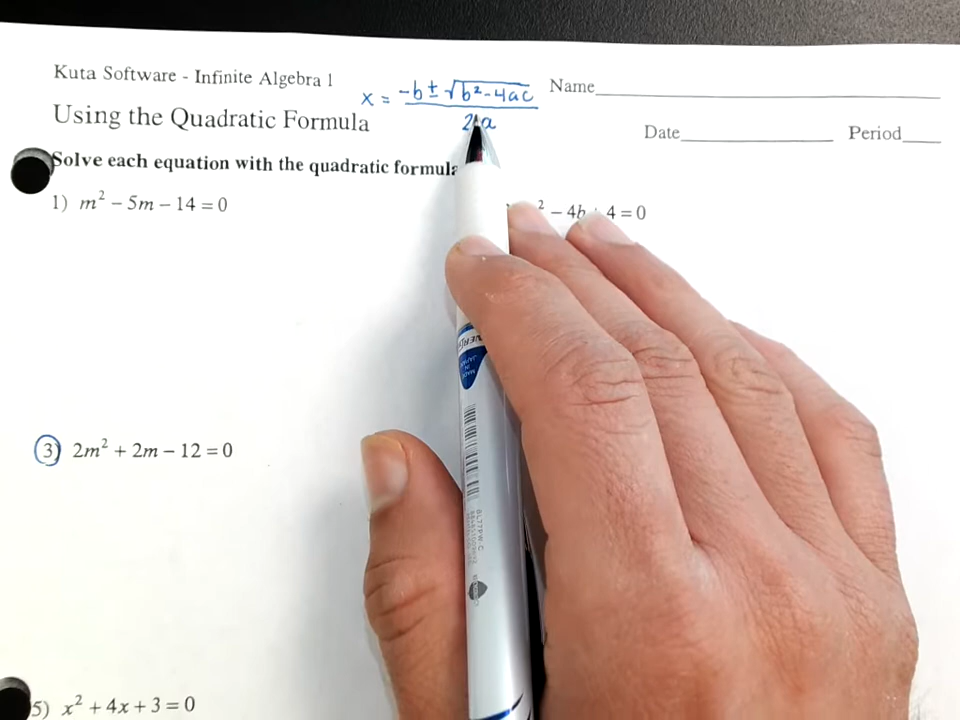 Kuta Software - Infinite Algebra 1
x = -b ± √b² - 4ac / 2a
Name
Using the Quadratic Formula
Date Period
Solve each equation with the quadratic formula
1) m² - 5m - 14 = 0
² - 4b + 4 = 0
3) 2m² + 2m - 12 = 0
5) x² + 4x + 3 = 0